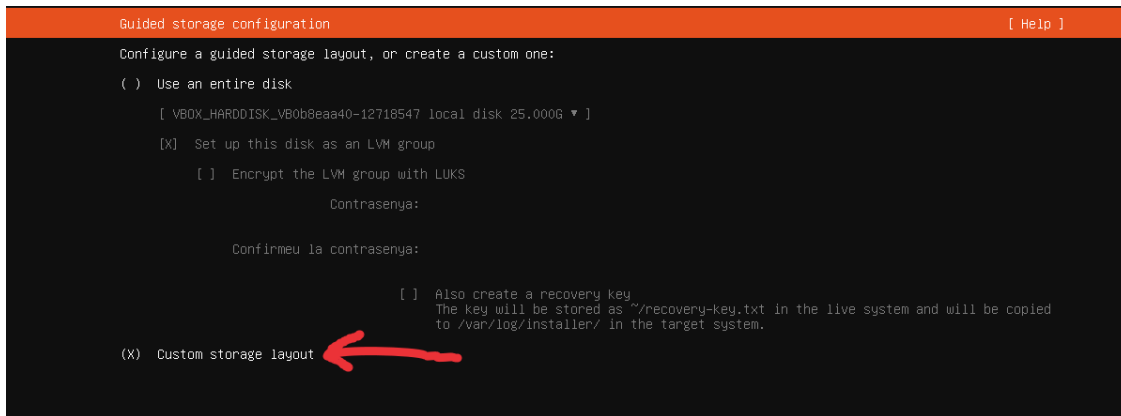 Guided storage configuration [ Help ]
Configure a guided storage layout, or create a custom one:
( ) Use an entire disk
[ VBOX_HARDDISK_VB0b8eaa40-12718547 local disk 25.000G ▾ ]
[X] Set up this disk as an LVM group
[ ] Encrypt the LVM group with LUKS
Contrasenya:
Confirmeu la contrasenya:
[ ] Also create a recovery key
The key will be stored as ~/recovery-key.txt in the live system and will be copied
to /var/log/installer/ in the target system.
(X) Custom storage layout